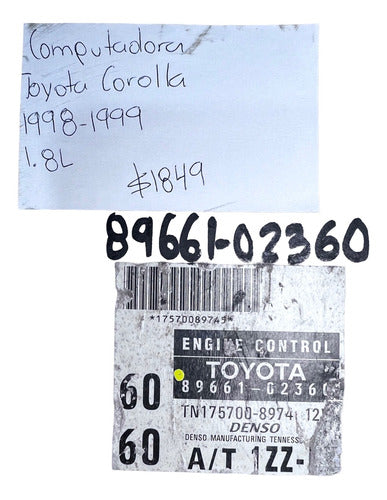 Computadora
Toyota Corolla
1998-1999
1.8L
$1849
89661-02360
*17570089745*
ENGINE CONTROL
TOYOTA
89661-02360
60
TN175700-8974 12V
DENSO
DENSO MANUFACTURING TENNESS
60
A/T 1ZZ-